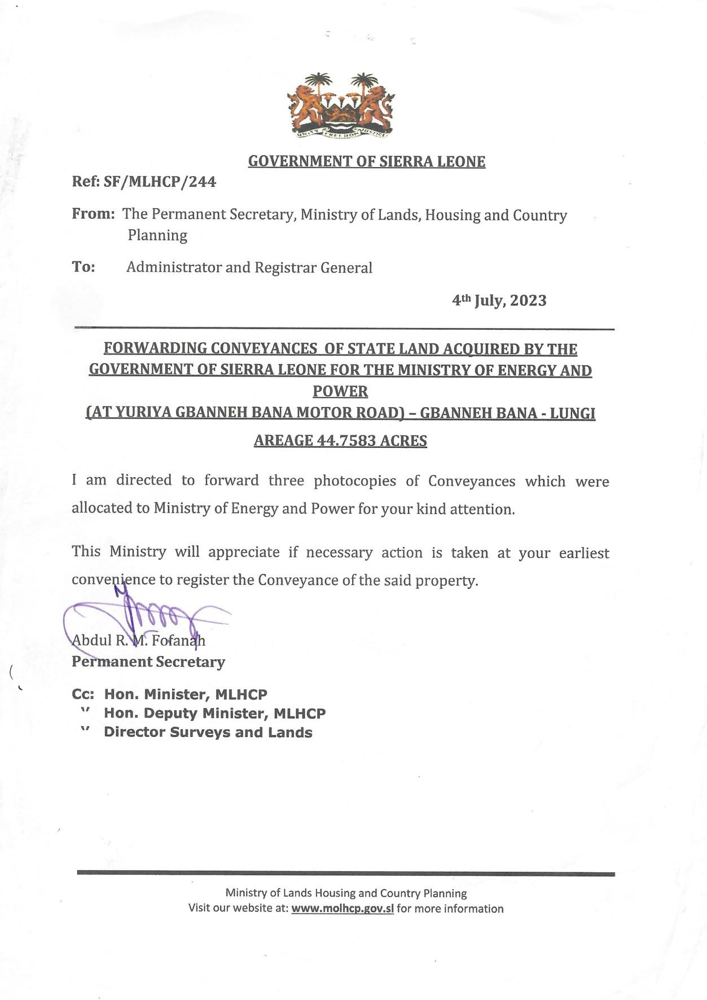 UNITY FREEDOM JUSTICE
GOVERNMENT OF SIERRA LEONE
Ref: SF/MLHCP/244
From: The Permanent Secretary, Ministry of Lands, Housing and Country
Planning
To: Administrator and Registrar General
4th July, 2023
FORWARDING CONVEYANCES OF STATE LAND ACQUIRED BY THE
GOVERNMENT OF SIERRA LEONE FOR THE MINISTRY OF ENERGY AND
POWER
(AT YURIYA GBANNEH BANA MOTOR ROAD) – GBANNEH BANA - LUNGI
AREAGE 44.7583 ACRES
I am directed to forward three photocopies of Conveyances which were
allocated to Ministry of Energy and Power for your kind attention.
This Ministry will appreciate if necessary action is taken at your earliest
convenience to register the Conveyance of the said property.
Abdul R. M. Fofanah
Permanent Secretary
Cc: Hon. Minister, MLHCP
" Hon. Deputy Minister, MLHCP
" Director Surveys and Lands
Ministry of Lands Housing and Country Planning
Visit our website at: www.molhcp.gov.sl for more information